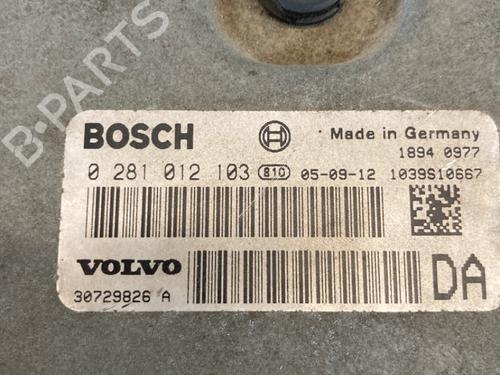 B-PARTS
BOSCH
Made in Germany
1894 0977
0 281 012 103 810 05-09-12 1039S10667
VOLVO
30729826 A
DA